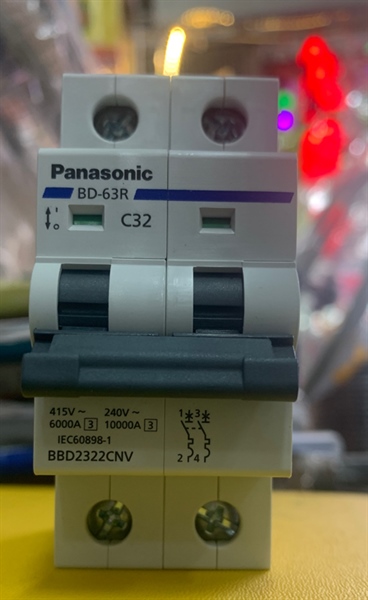 Panasonic
BD-63R
I
O
C32
415V ~ 240V ~
6000A 3 10000A 3
IEC60898-1
BBD2322CNV
1 3
2 4